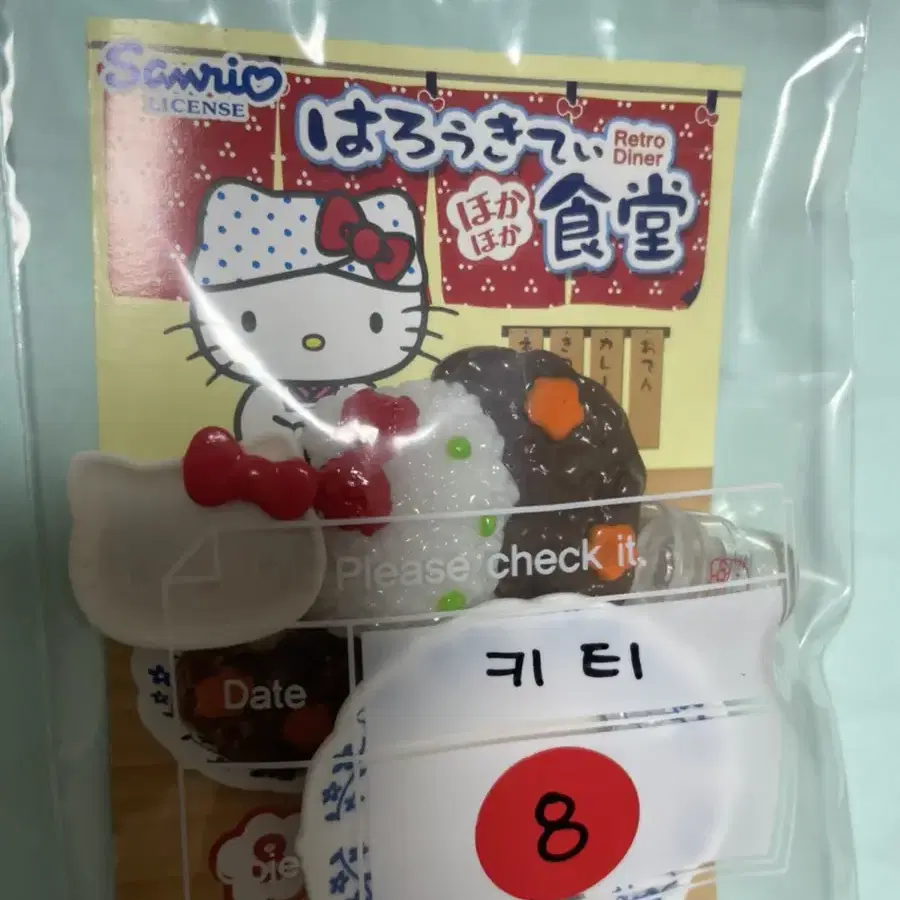 Sanrio
LICENSE
はろうきてぃ
Retro
Diner
ほか
ほか
食堂
おでん
カレー
Please check it.
키티
Date
8